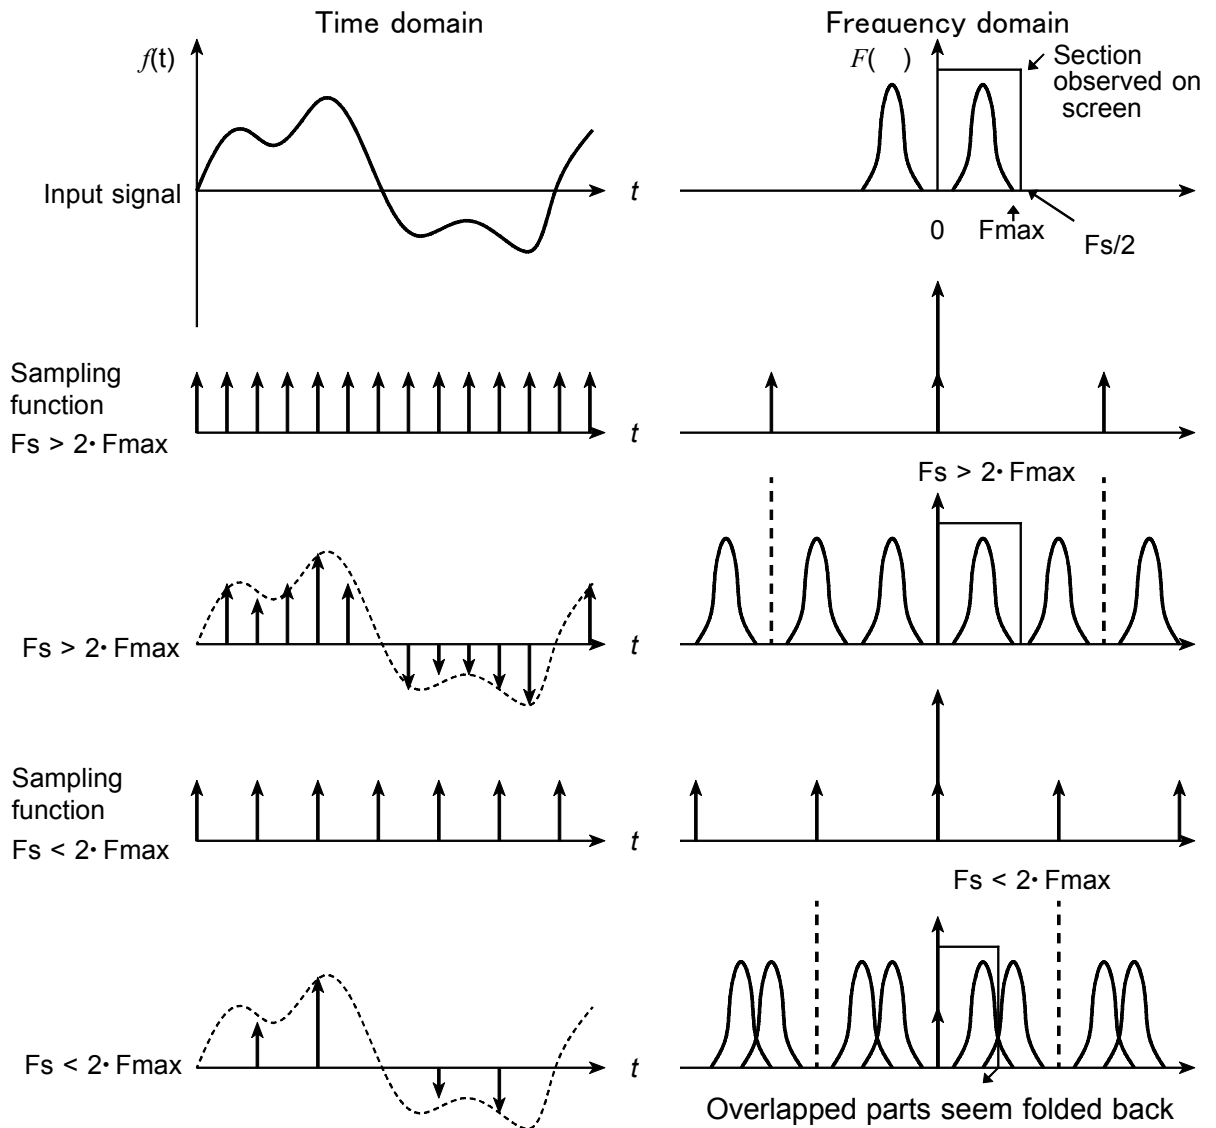 Time domain
Frequency domain
f(t)
F( )
Section
observed on
screen
Input signal
t
0
Fmax
Fs/2
Sampling
function
Fs > 2· Fmax
t
Fs > 2· Fmax
Fs > 2· Fmax
t
Sampling
function
Fs < 2· Fmax
t
Fs < 2· Fmax
Fs < 2· Fmax
t
Overlapped parts seem folded back